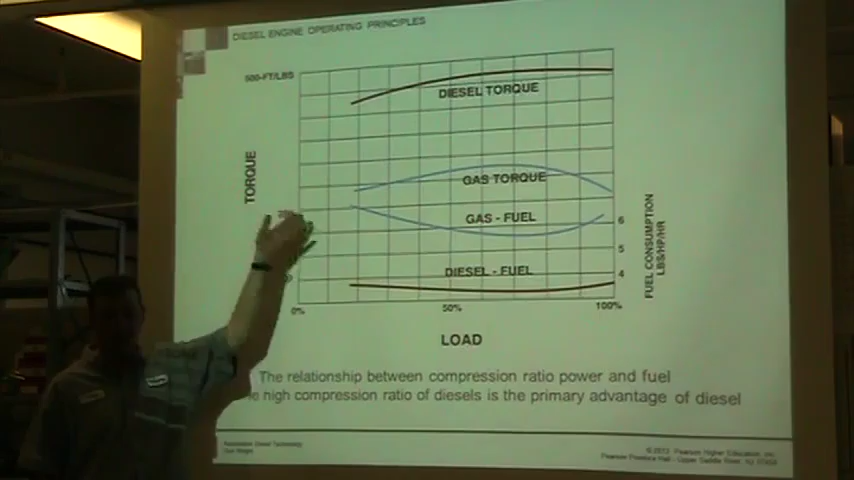 DIESEL ENGINE OPERATING PRINCIPLES
500-FT/LBS
DIESEL TORQUE
TORQUE
GAS TORQUE
GAS - FUEL
6
5
DIESEL - FUEL
4
FUEL CONSUMPTION
LBS/HP/HR
0%
50%
100%
LOAD
The relationship between compression ratio power and fuel
high compression ratio of diesels is the primary advantage of diesel